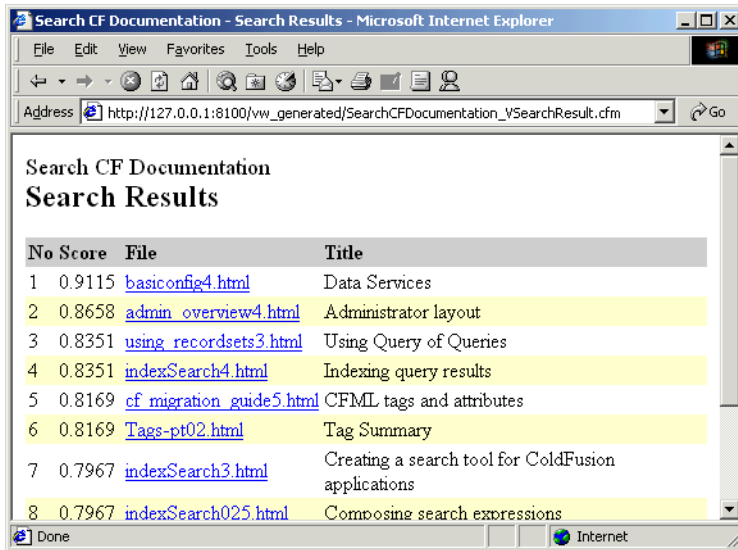 Search CF Documentation - Search Results - Microsoft Internet Explorer
File Edit View Favorites Tools Help
Address http://127.0.0.1:8100/vw_generated/SearchCFDocumentation_VSearchResult.cfm Go
Search CF Documentation
Search Results
No Score File Title
1 0.9115 basiconfig4.html Data Services
2 0.8658 admin_overview4.html Administrator layout
3 0.8351 using_recordsets3.html Using Query of Queries
4 0.8351 indexSearch4.html Indexing query results
5 0.8169 cf_migration_guide5.html CFML tags and attributes
6 0.8169 Tags-pt02.html Tag Summary
7 0.7967 indexSearch3.html Creating a search tool for ColdFusion
applications
8 0.7967 indexSearch025.html Composing search expressions
Done Internet